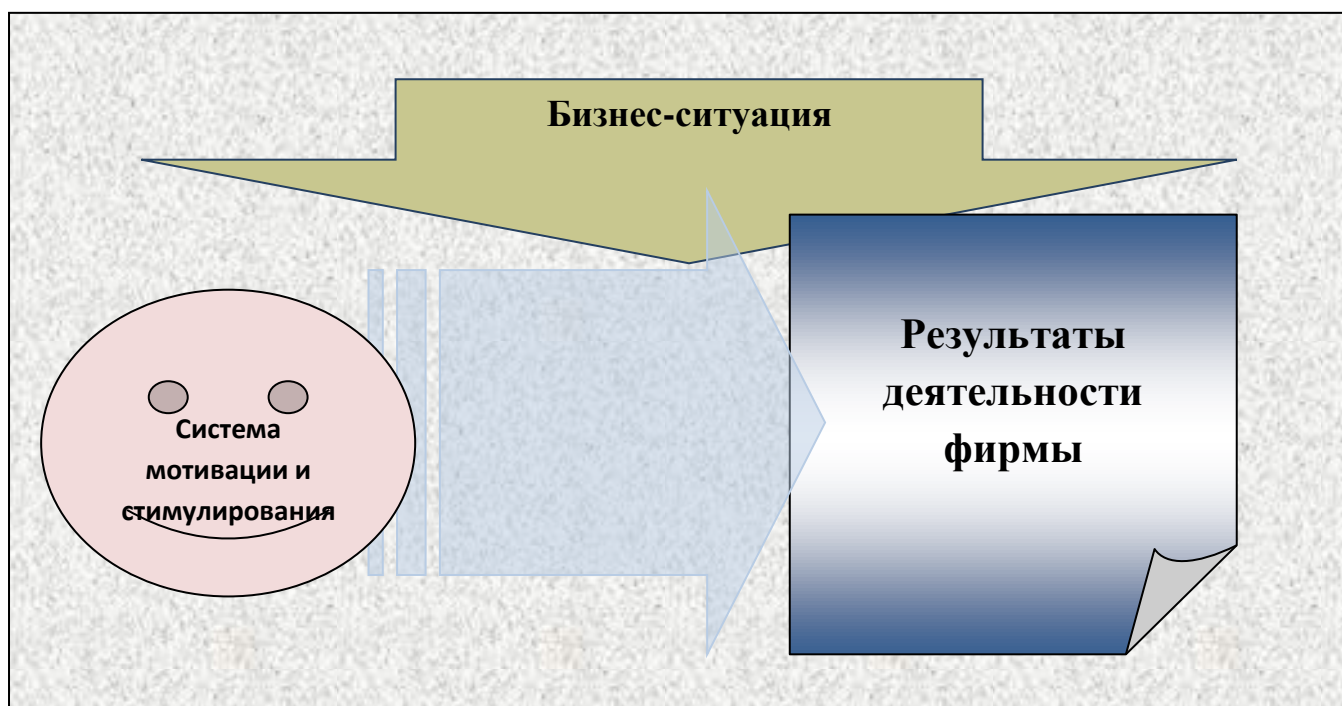 Бизнес-ситуация
Система
мотивации и
стимулирования
Результаты
деятельности
фирмы